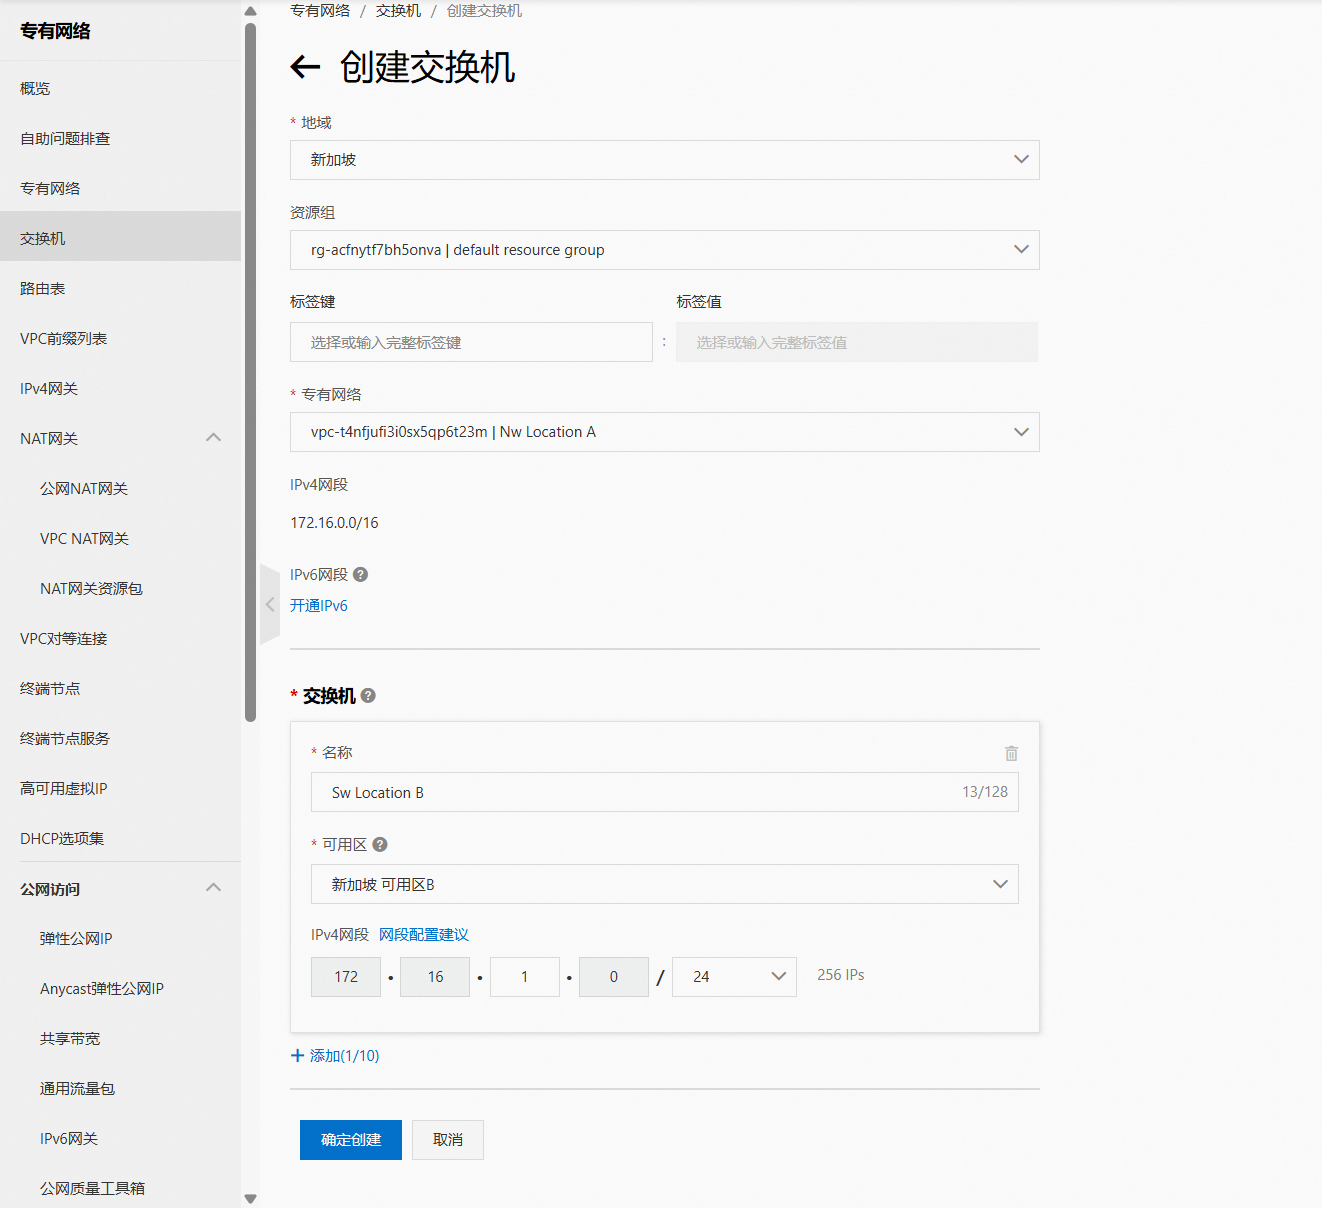 专有网络
概览
自助问题排查
专有网络
交换机
路由表
VPC前缀列表
IPv4网关
NAT网关
公网NAT网关
VPC NAT网关
NAT网关资源包
VPC对等连接
终端节点
终端节点服务
高可用虚拟IP
DHCP选项集
公网访问
弹性公网IP
Anycast弹性公网IP
共享带宽
通用流量包
IPv6网关
公网质量工具箱
专有网络 / 交换机 / 创建交换机
创建交换机
* 地域
新加坡
资源组
rg-acfnytf7bh5onva | default resource group
标签键 标签值
选择或输入完整标签键 : 选择或输入完整标签值
* 专有网络
vpc-t4nfjufi3i0sx5qp6t23m | Nw Location A
IPv4网段
172.16.0.0/16
IPv6网段 ?
开通IPv6
* 交换机 ?
* 名称
Sw Location B 13/128
* 可用区 ?
新加坡 可用区B
IPv4网段 网段配置建议
172 • 16 • 1 • 0 / 24 256 IPs
+ 添加(1/10)
确定创建 取消